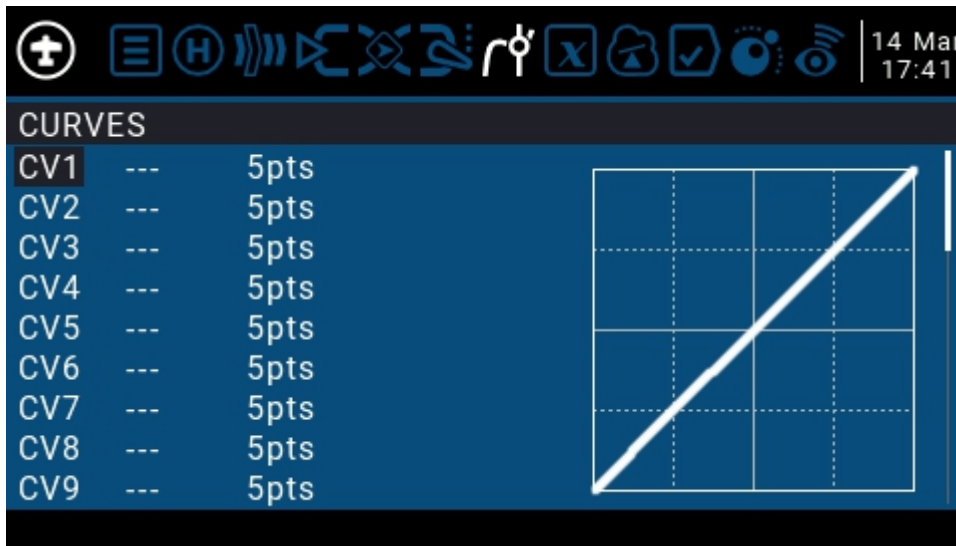 14 Mar
17:41
CURVES
CV1 --- 5pts
CV2 --- 5pts
CV3 --- 5pts
CV4 --- 5pts
CV5 --- 5pts
CV6 --- 5pts
CV7 --- 5pts
CV8 --- 5pts
CV9 --- 5pts